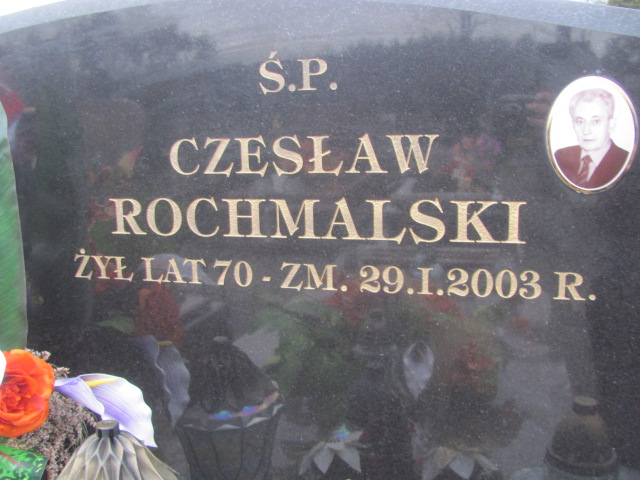 Ś.P.
CZESŁAW
ROCHMALSKI
ŻYŁ LAT 70 - ZM. 29.I.2003 R.